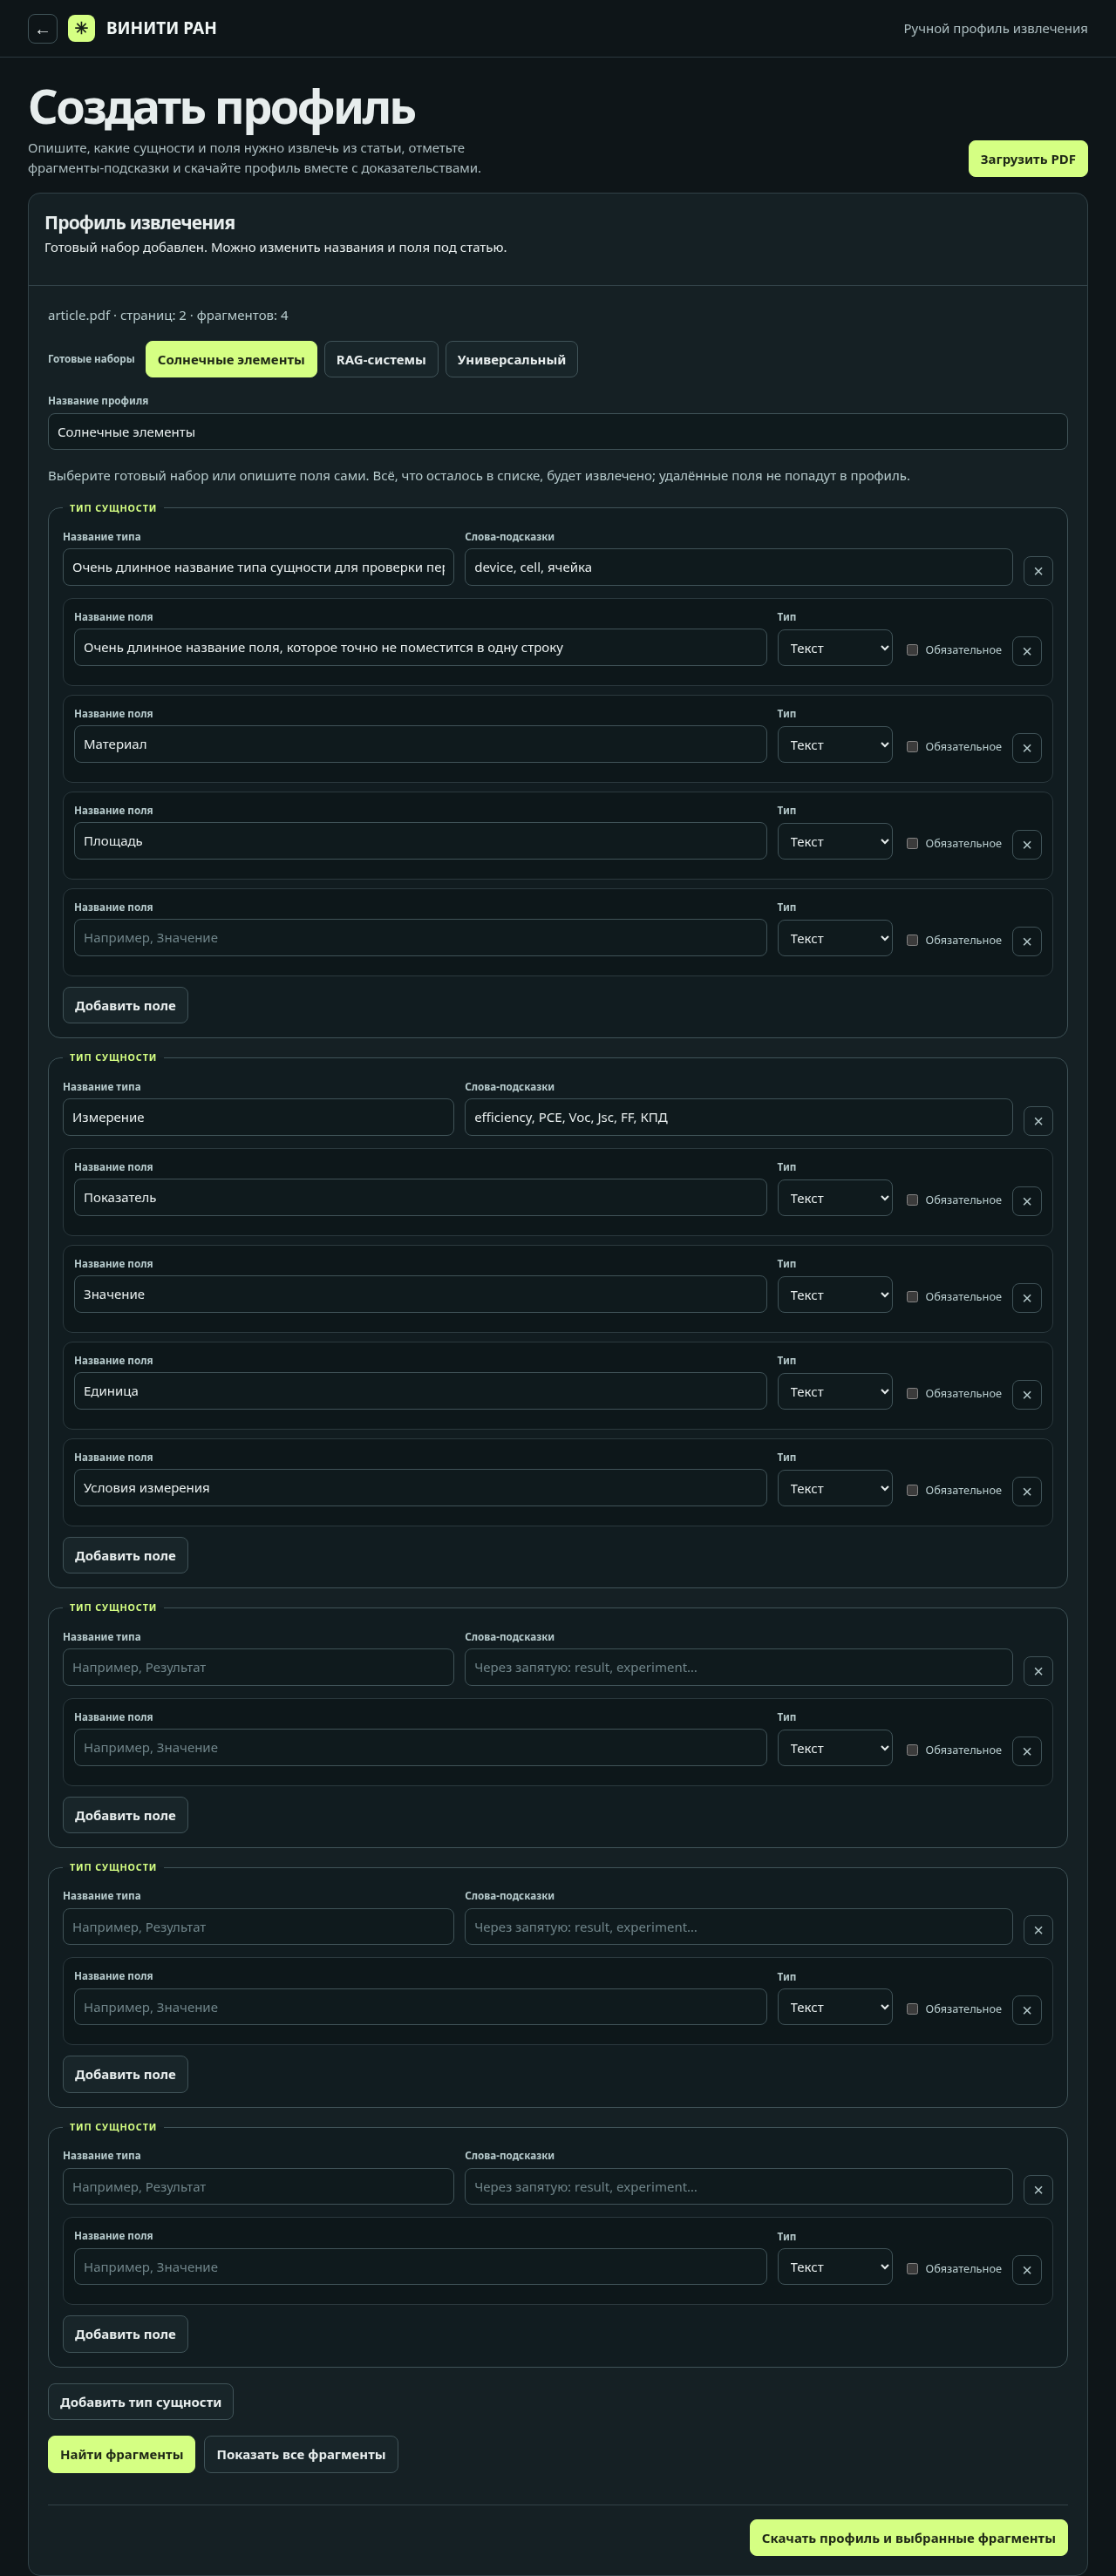 ←
ВИНИТИ РАН
Ручной профиль извлечения
Создать профиль
Опишите, какие сущности и поля нужно извлечь из статьи, отметьте
фрагменты-подсказки и скачайте профиль вместе с доказательствами.
Загрузить PDF
Профиль извлечения
Готовый набор добавлен. Можно изменить названия и поля под статью.
article.pdf · страниц: 2 · фрагментов: 4
Готовые наборы
Солнечные элементы
RAG-системы
Универсальный
Название профиля
Солнечные элементы
Выберите готовый набор или опишите поля сами. Всё, что осталось в списке, будет извлечено; удалённые поля не попадут в профиль.
ТИП СУЩНОСТИ
Название типа
Слова-подсказки
Очень длинное название типа сущности для проверки пер
device, cell, ячейка
×
Название поля
Тип
Очень длинное название поля, которое точно не поместится в одну строку
Текст
Обязательное
×
Название поля
Тип
Материал
Текст
Обязательное
×
Название поля
Тип
Площадь
Текст
Обязательное
×
Название поля
Тип
Например, Значение
Текст
Обязательное
×
Добавить поле
ТИП СУЩНОСТИ
Название типа
Слова-подсказки
Измерение
efficiency, PCE, Voc, Jsc, FF, КПД
×
Название поля
Тип
Показатель
Текст
Обязательное
×
Название поля
Тип
Значение
Текст
Обязательное
×
Название поля
Тип
Единица
Текст
Обязательное
×
Название поля
Тип
Условия измерения
Текст
Обязательное
×
Добавить поле
ТИП СУЩНОСТИ
Название типа
Слова-подсказки
Например, Результат
Через запятую: result, experiment...
×
Название поля
Тип
Например, Значение
Текст
Обязательное
×
Добавить поле
ТИП СУЩНОСТИ
Название типа
Слова-подсказки
Например, Результат
Через запятую: result, experiment...
×
Название поля
Тип
Например, Значение
Текст
Обязательное
×
Добавить поле
ТИП СУЩНОСТИ
Название типа
Слова-подсказки
Например, Результат
Через запятую: result, experiment...
×
Название поля
Тип
Например, Значение
Текст
Обязательное
×
Добавить поле
Добавить тип сущности
Найти фрагменты
Показать все фрагменты
Скачать профиль и выбранные фрагменты